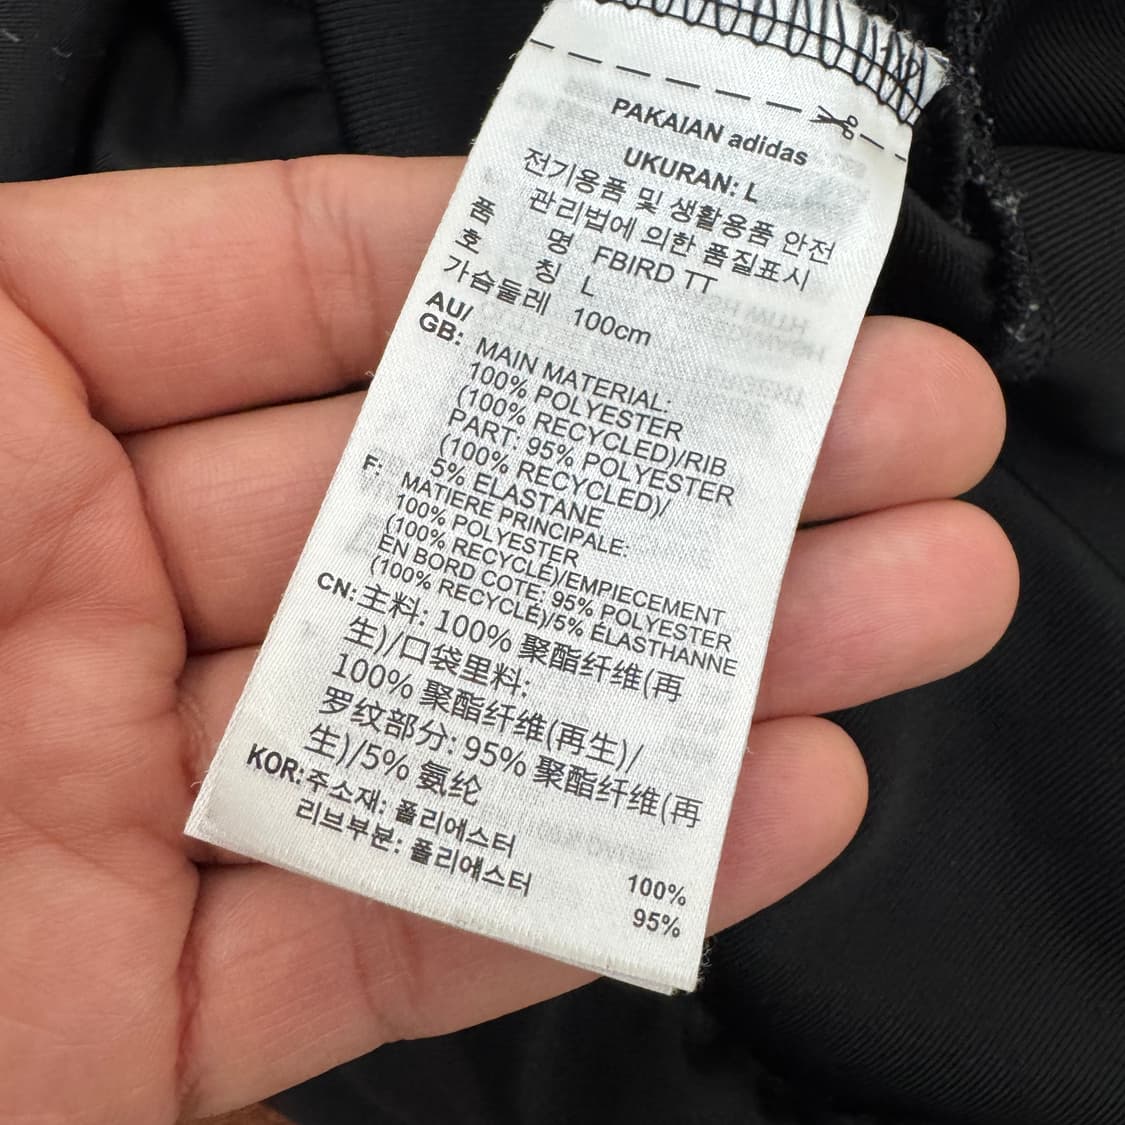 PAKAIAN adidas
UKURAN: L
전기용품 및 생활용품 안전
관리법에 의한 품질표시
품 명 FBIRD TT
호 칭 L
가슴둘레 100cm
AU/
GB: MAIN MATERIAL:
100% POLYESTER
(100% RECYCLED)/RIB
PART: 95% POLYESTER
(100% RECYCLED)/
5% ELASTANE
F: MATIERE PRINCIPALE:
100% POLYESTER
(100% RECYCLÉ)/EMPIECEMENT
EN BORD COTE: 95% POLYESTER
(100% RECYCLÉ)/5% ÉLASTHANNE
CN: 主料: 100% 聚酯纤维(再
生)/口袋里料:
100% 聚酯纤维(再生)/
罗纹部分: 95% 聚酯纤维(再
生)/5% 氨纶
KOR: 주소재: 폴리에스터 100%
리브부분: 폴리에스터 95%